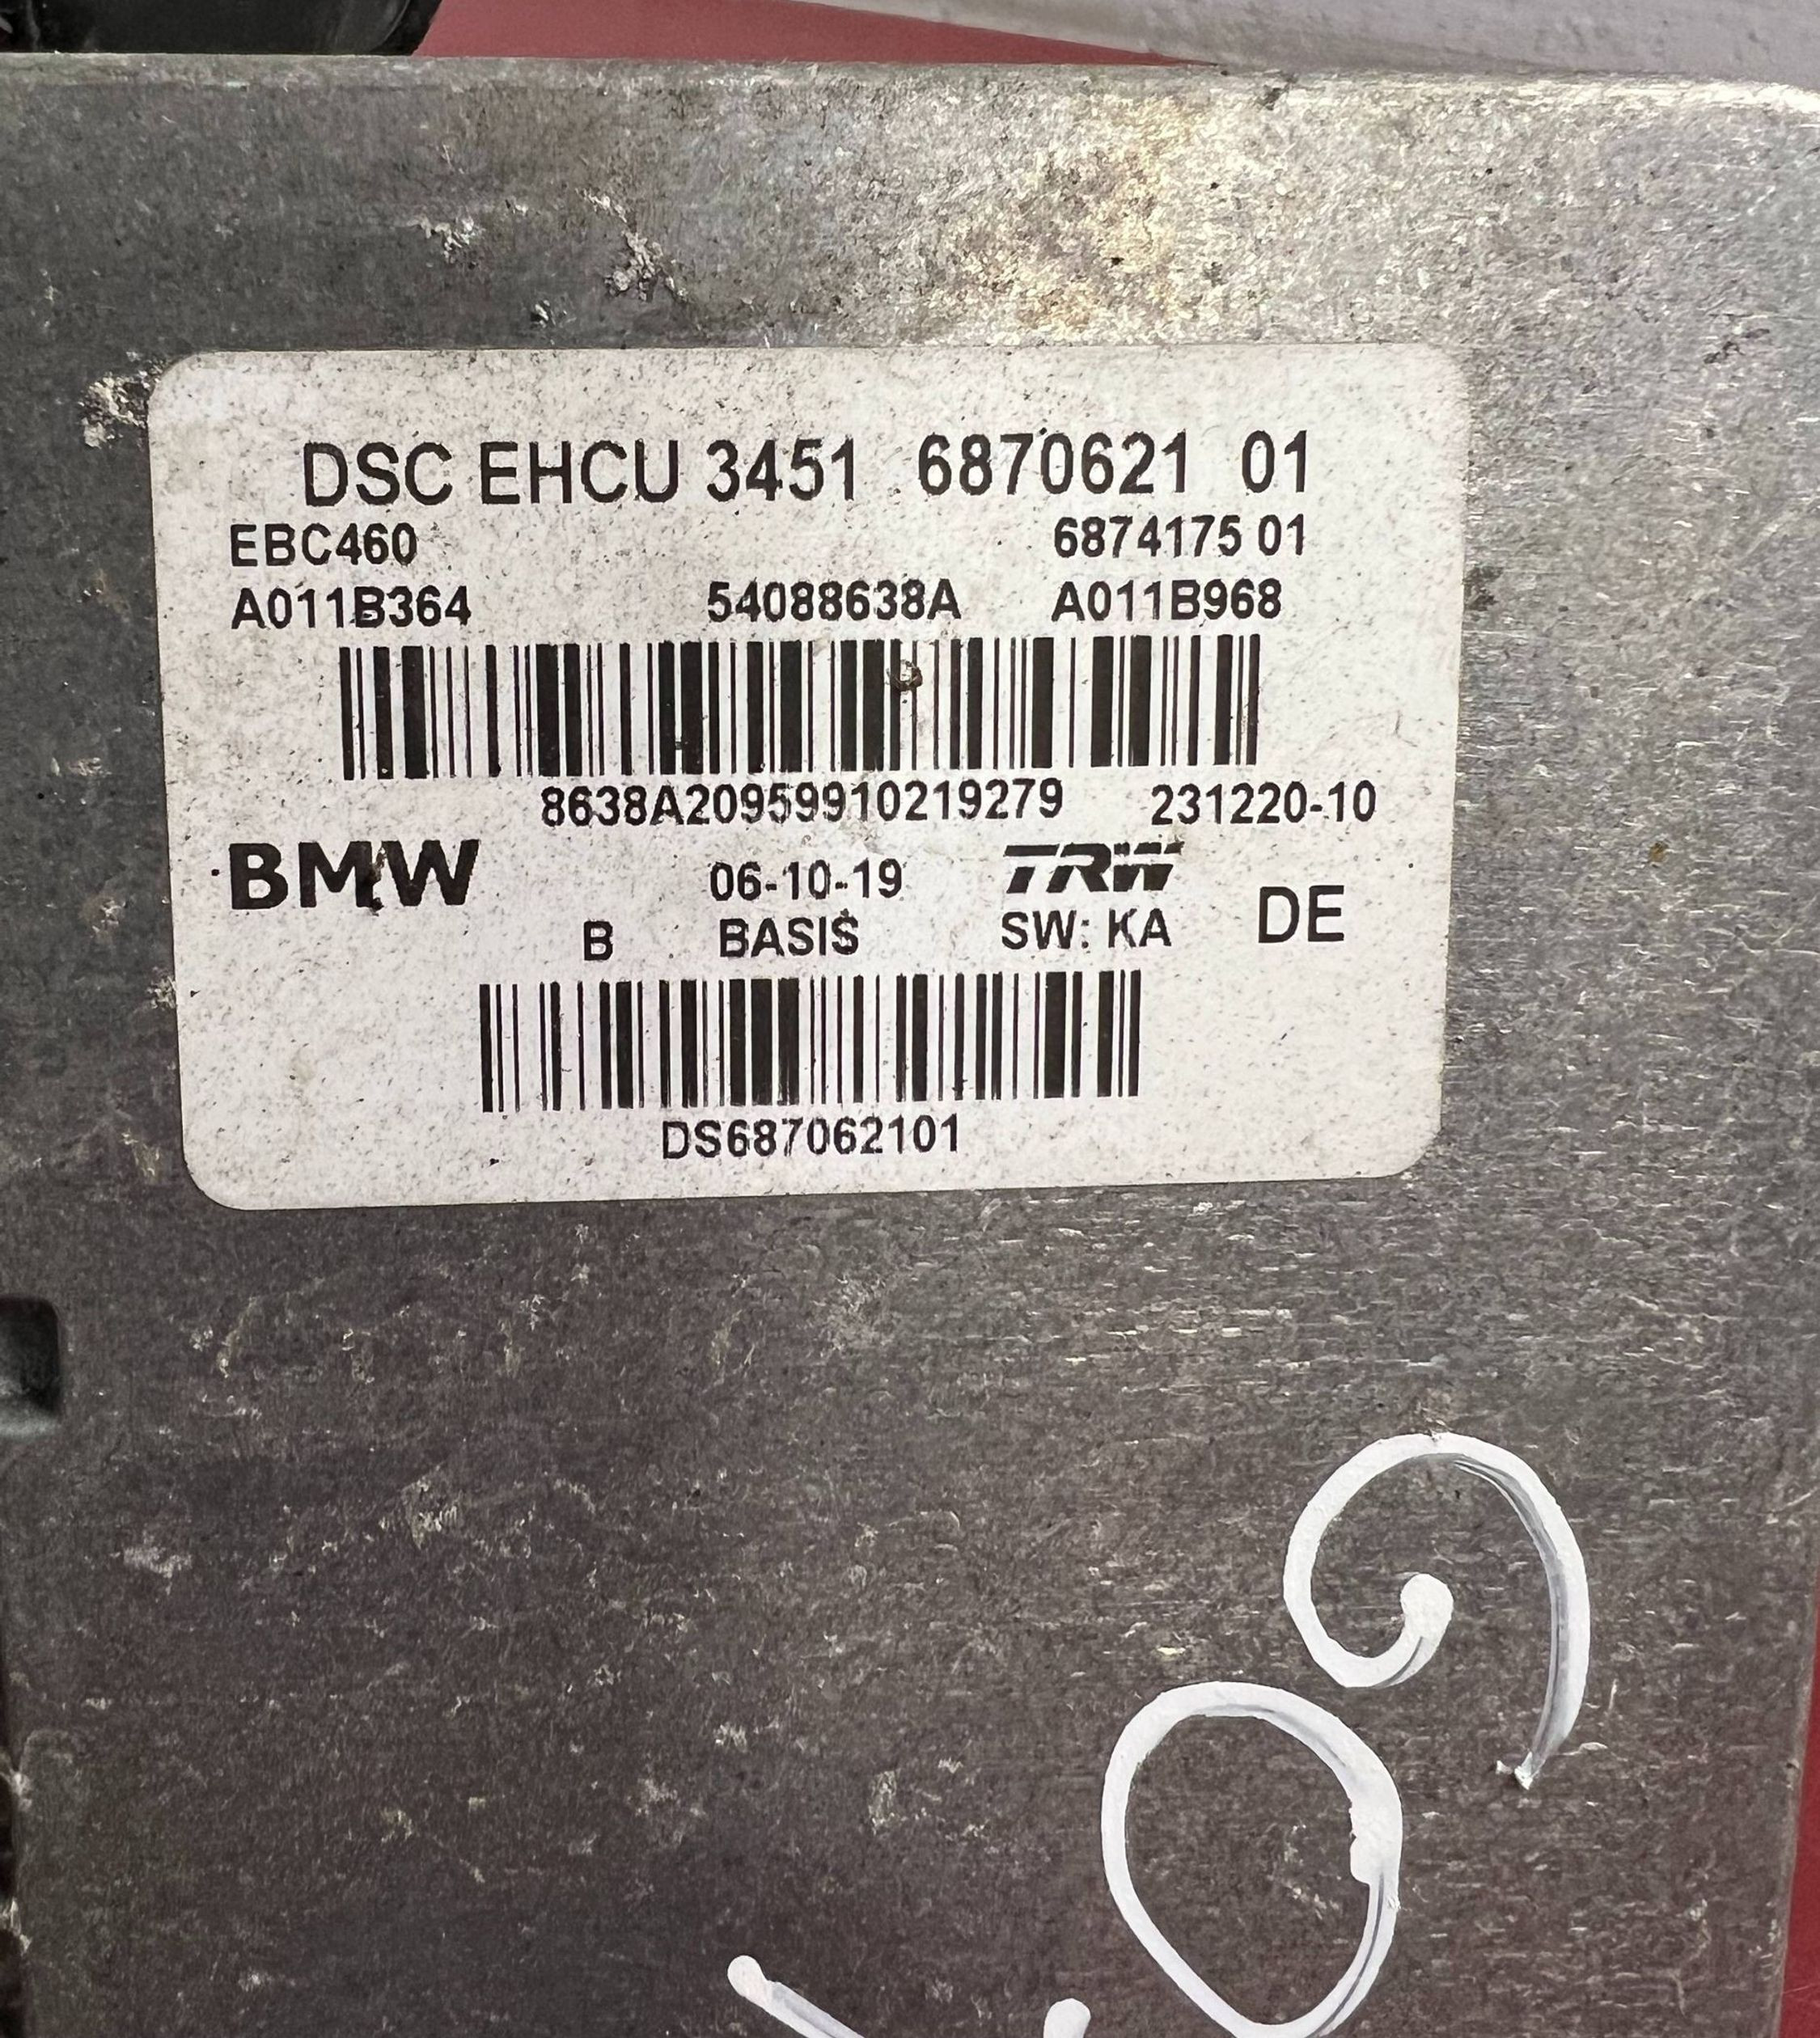 DSC EHCU 3451 6870621 01
EBC460 6874175 01
A011B364 54088638A A011B968
8638A20959910219279 231220-10
BMW 06-10-19 TRW DE
B BASIS SW: KA
DS687062101